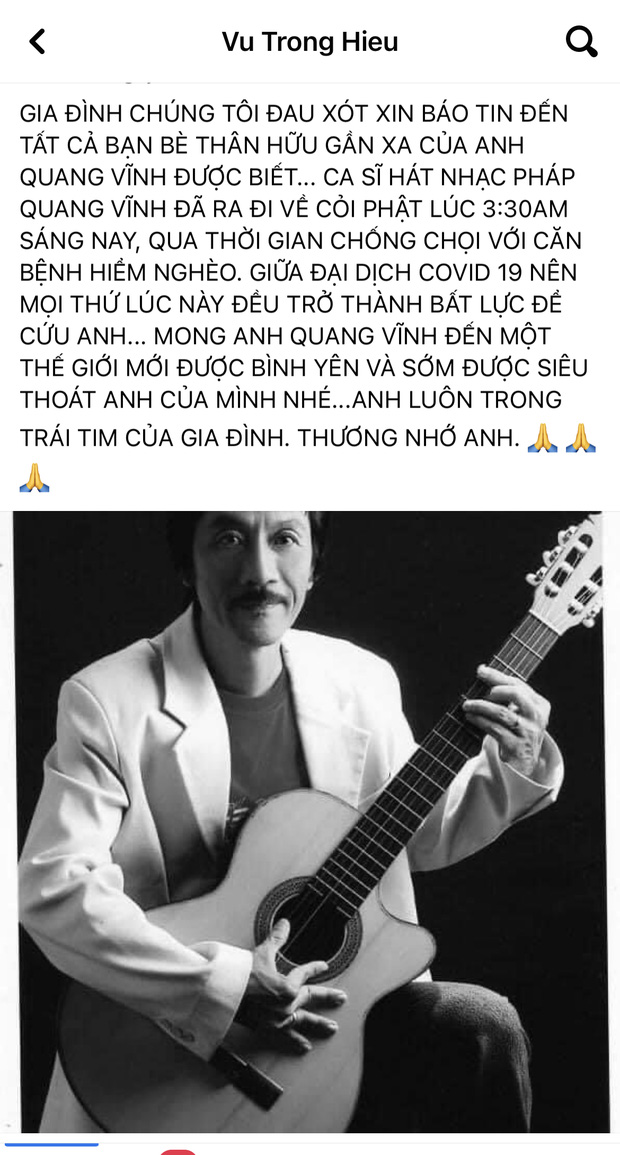 Vu Trong Hieu
GIA ĐÌNH CHÚNG TÔI ĐAU XÓT XIN BÁO TIN ĐẾN
TẤT CẢ BẠN BÈ THÂN HỮU GẦN XA CỦA ANH
QUANG VĨNH ĐƯỢC BIẾT... CA SĨ HÁT NHẠC PHÁP
QUANG VĨNH ĐÃ RA ĐI VỀ CỎI PHẬT LÚC 3:30AM
SÁNG NAY, QUA THỜI GIAN CHỐNG CHỌI VỚI CĂN
BỆNH HIỂM NGHÈO. GIỮA ĐẠI DỊCH COVID 19 NÊN
MỌI THỨ LÚC NÀY ĐỀU TRỞ THÀNH BẤT LỰC ĐỂ
CỨU ANH... MONG ANH QUANG VĨNH ĐẾN MỘT
THẾ GIỚI MỚI ĐƯỢC BÌNH YÊN VÀ SỚM ĐƯỢC SIÊU
THOÁT ANH CỦA MÌNH NHÉ...ANH LUÔN TRONG
TRÁI TIM CỦA GIA ĐÌNH. THƯƠNG NHỚ ANH. 🙏 🙏
🙏